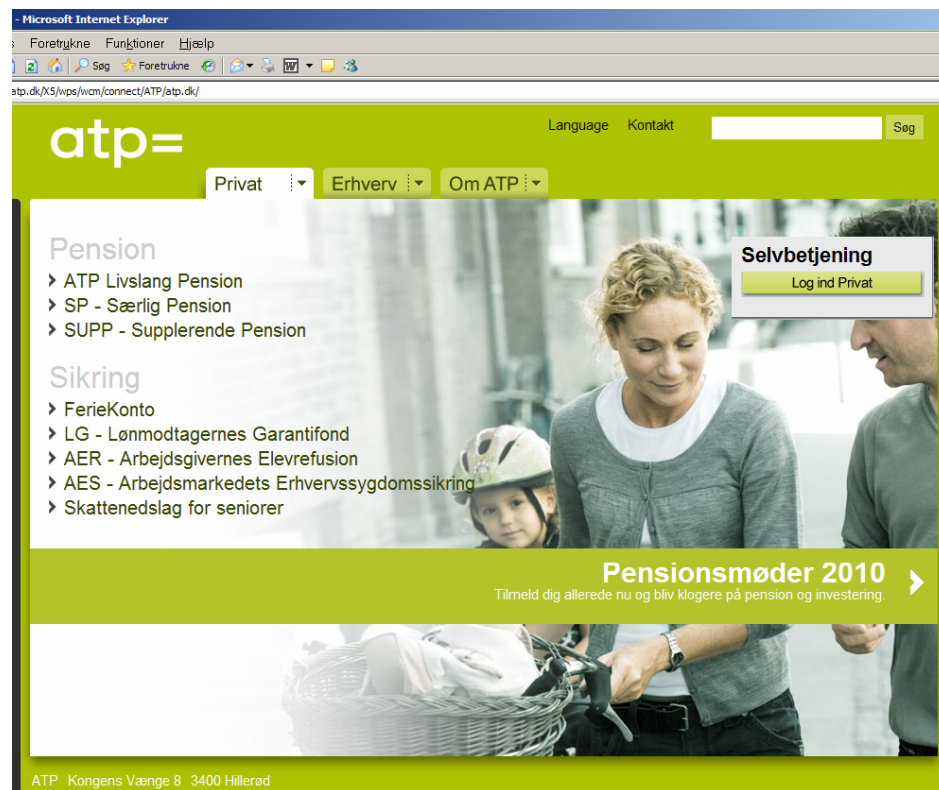 - Microsoft Internet Explorer
Foretrukne Funktioner Hjælp
Søg Foretrukne
atp.dk/X5/wps/wcm/connect/ATP/atp.dk/
atp=
Language Kontakt Søg
Privat Erhverv Om ATP
Pension
ATP Livslang Pension
SP - Særlig Pension
SUPP - Supplerende Pension
Sikring
FerieKonto
LG - Lønmodtagernes Garantifond
AER - Arbejdsgivernes Elevrefusion
AES - Arbejdsmarkedets Erhvervssygdomssikring
Skattenedslag for seniorer
Selvbetjening
Log ind Privat
Pensionsmøder 2010
Tilmeld dig allerede nu og bliv klogere på pension og investering.
ATP Kongens Vænge 8 3400 Hillerød